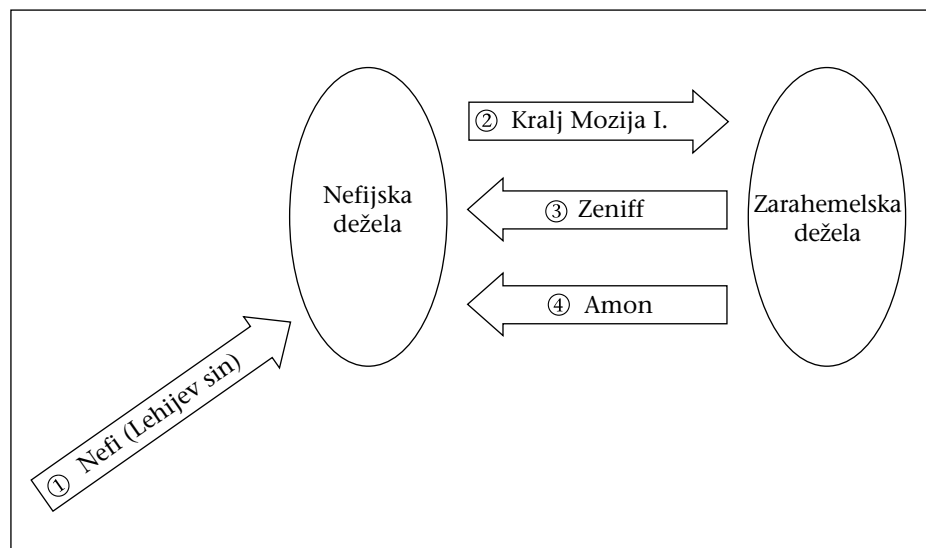 ② Kralj Mozija I.
Nefijska
dežela
③ Zeniff
Zarahemelska
dežela
④ Amon
① Nefi (Lehijev sin)